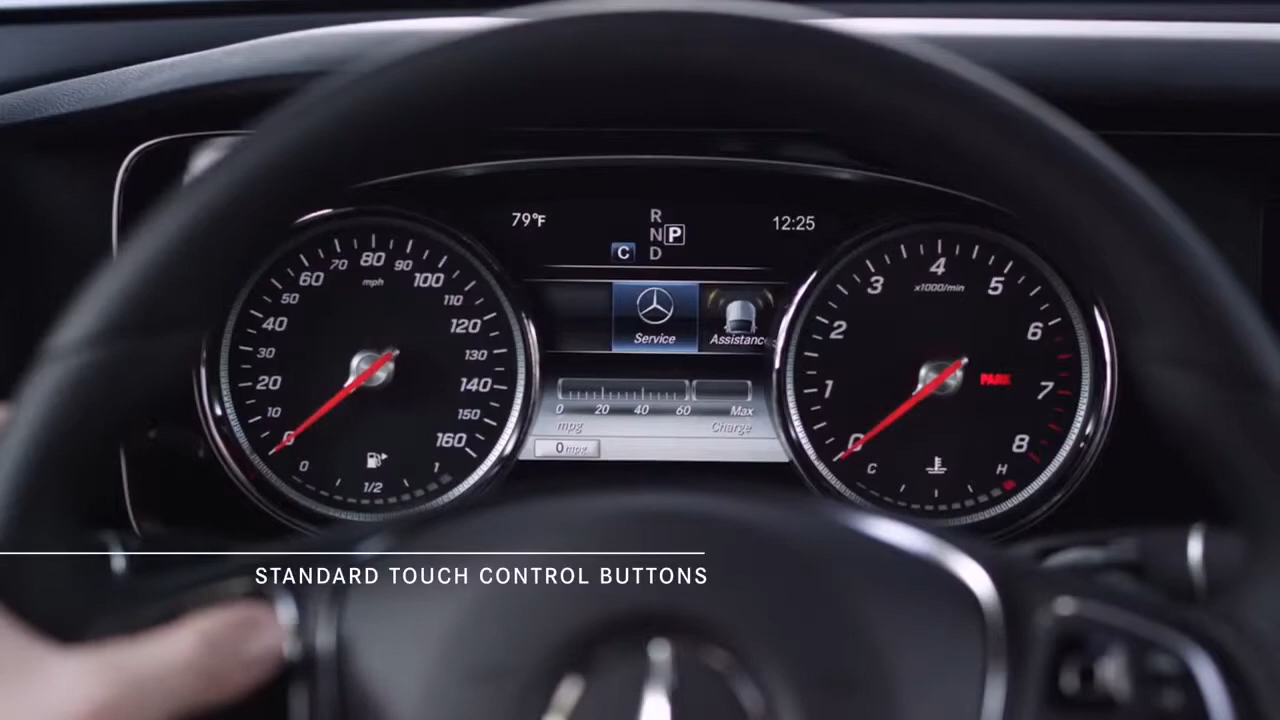 79°F
R
N P
C D
12:25
80
70 90
60 100
mph
50 110
40 120
30 130
20 140
10 150
0 160
0 1/2 1
Service
Assistance
0 20 40 60 Max
mpg Charge
0 mpg
4
3 5
x1000/min
2 6
PARK
1 7
0 8
C H
STANDARD TOUCH CONTROL BUTTONS